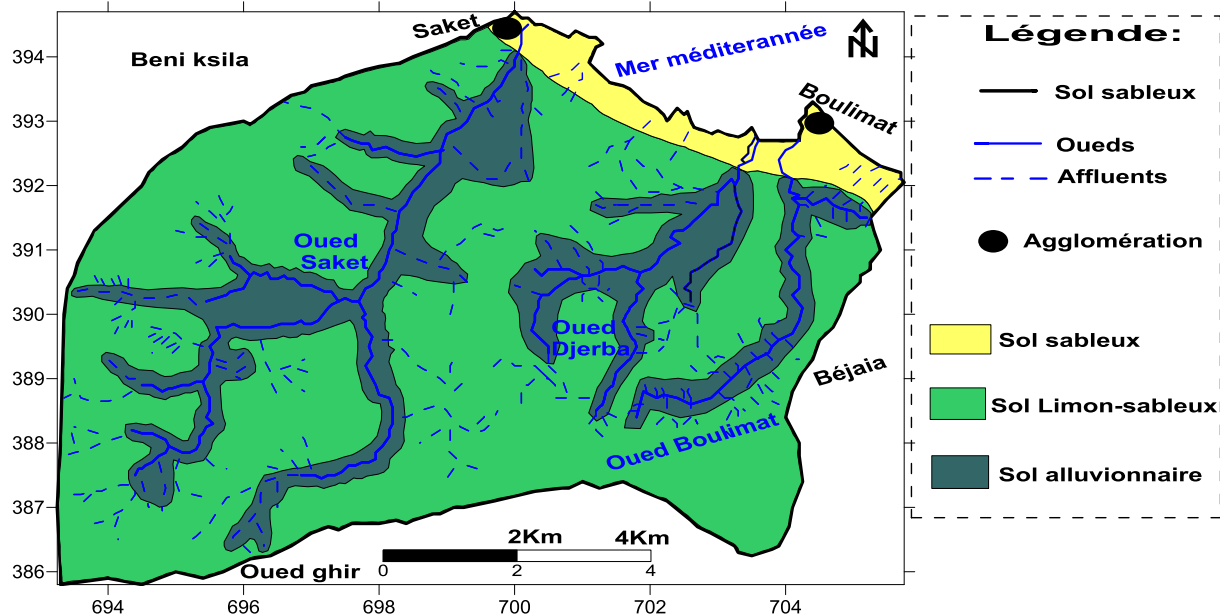 Saket
Beni ksila
Mer méditerannée
N
Boulimat
Oued
Saket
Oued
Djerba
Béjaia
Oued Boulimat
Oued ghir
2Km 4Km
0 2 4
394
393
392
391
390
389
388
387
386
694 696 698 700 702 704
Légende:
Sol sableux
Oueds
Affluents
Agglomération
Sol sableux
Sol Limon-sableux
Sol alluvionnaire